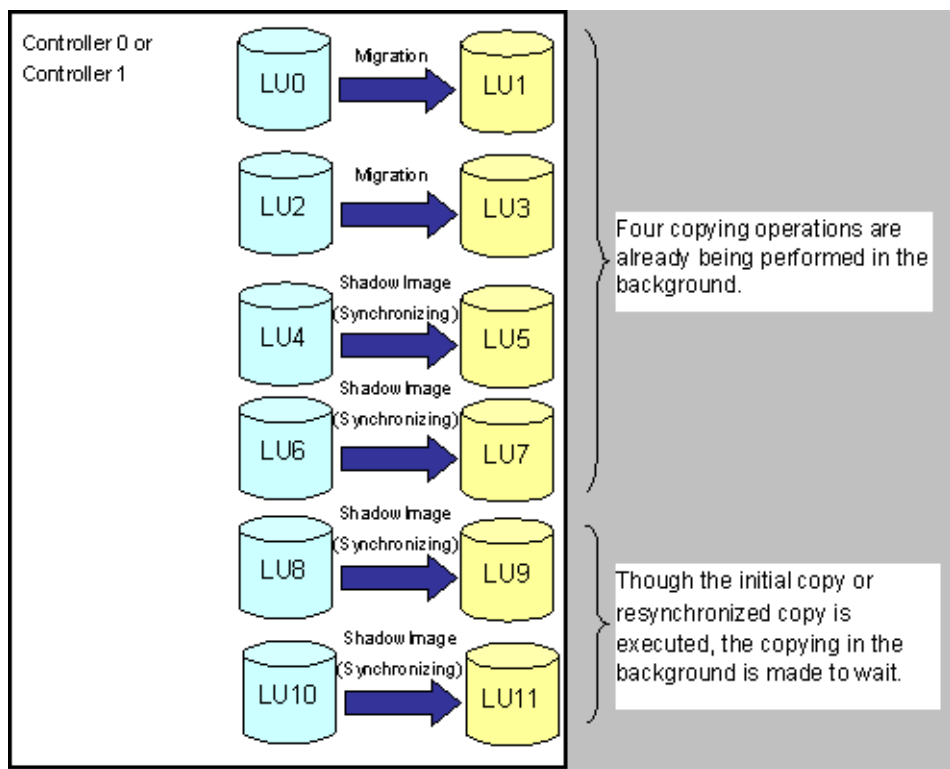 Controller 0 or
Controller 1
LU0
Migration
LU1
LU2
Migration
LU3
Four copying operations are
already being performed in the
background.
LU4
Shadow Image
(Synchronizing)
LU5
LU6
Shadow Image
(Synchronizing)
LU7
LU8
Shadow Image
(Synchronizing)
LU9
Though the initial copy or
resynchronized copy is
executed, the copying in the
background is made to wait.
LU10
Shadow Image
(Synchronizing)
LU11